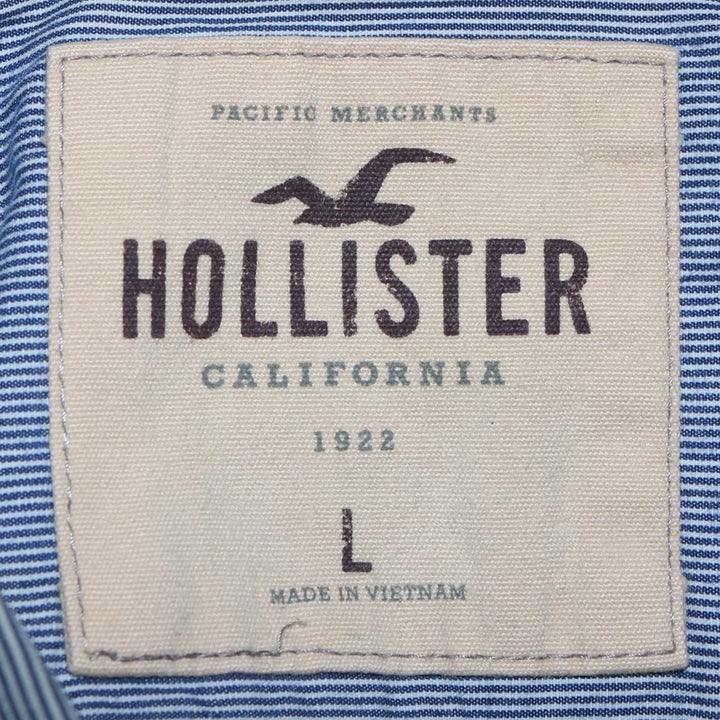 PACIFIC MERCHANTS
HOLLISTER
CALIFORNIA
1922
L
MADE IN VIETNAM